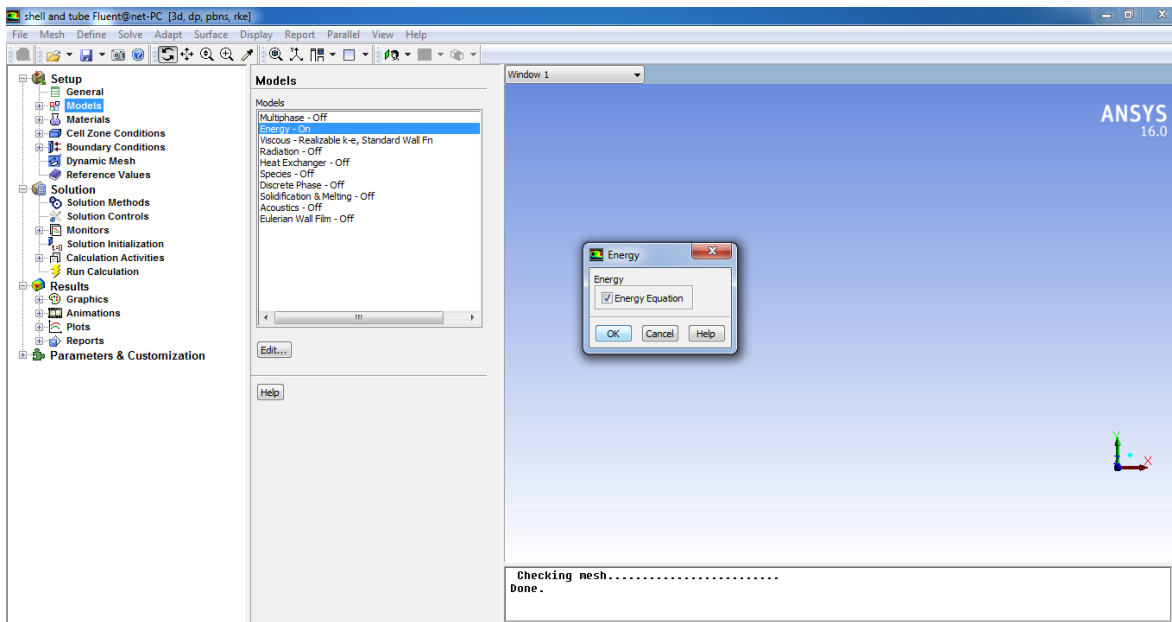 shell and tube Fluent@net-PC [3d, dp, pbns, rke]
File Mesh Define Solve Adapt Surface Display Report Parallel View Help
Setup
General
Models
Materials
Cell Zone Conditions
Boundary Conditions
Dynamic Mesh
Reference Values
Solution
Solution Methods
Solution Controls
Monitors
Solution Initialization
Calculation Activities
Run Calculation
Results
Graphics
Animations
Plots
Reports
Parameters & Customization
Models
Models
Multiphase - Off
Energy - On
Viscous - Realizable k-e, Standard Wall Fn
Radiation - Off
Heat Exchanger - Off
Species - Off
Discrete Phase - Off
Solidification & Melting - Off
Acoustics - Off
Eulerian Wall Film - Off
Edit...
Help
Window 1
ANSYS
16.0
Energy
Energy
Energy Equation
OK Cancel Help
Y
X
Checking mesh.........................
Done.